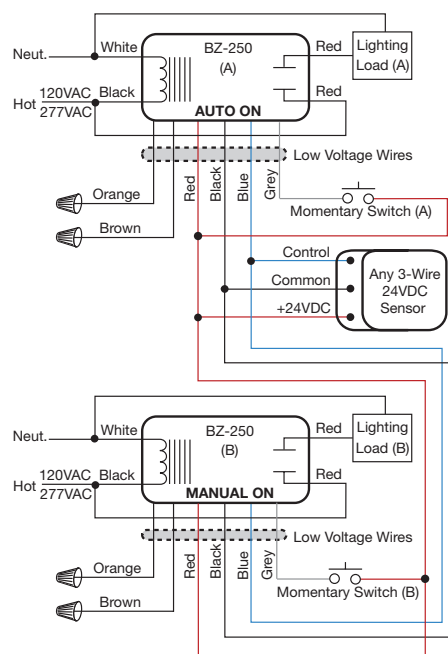 White
BZ-250
(A)
Red
Lighting
Load (A)
Neut.
120VAC
Black
Hot
277VAC
Red
AUTO ON
Low Voltage Wires
Red
Black
Blue
Grey
Orange
Momentary Switch (A)
Brown
Control
Common
+24VDC
Any 3-Wire
24VDC
Sensor
White
BZ-250
(B)
Red
Lighting
Load (B)
Neut.
120VAC
Black
Hot
277VAC
Red
MANUAL ON
Low Voltage Wires
Red
Black
Blue
Grey
Orange
Momentary Switch (B)
Brown